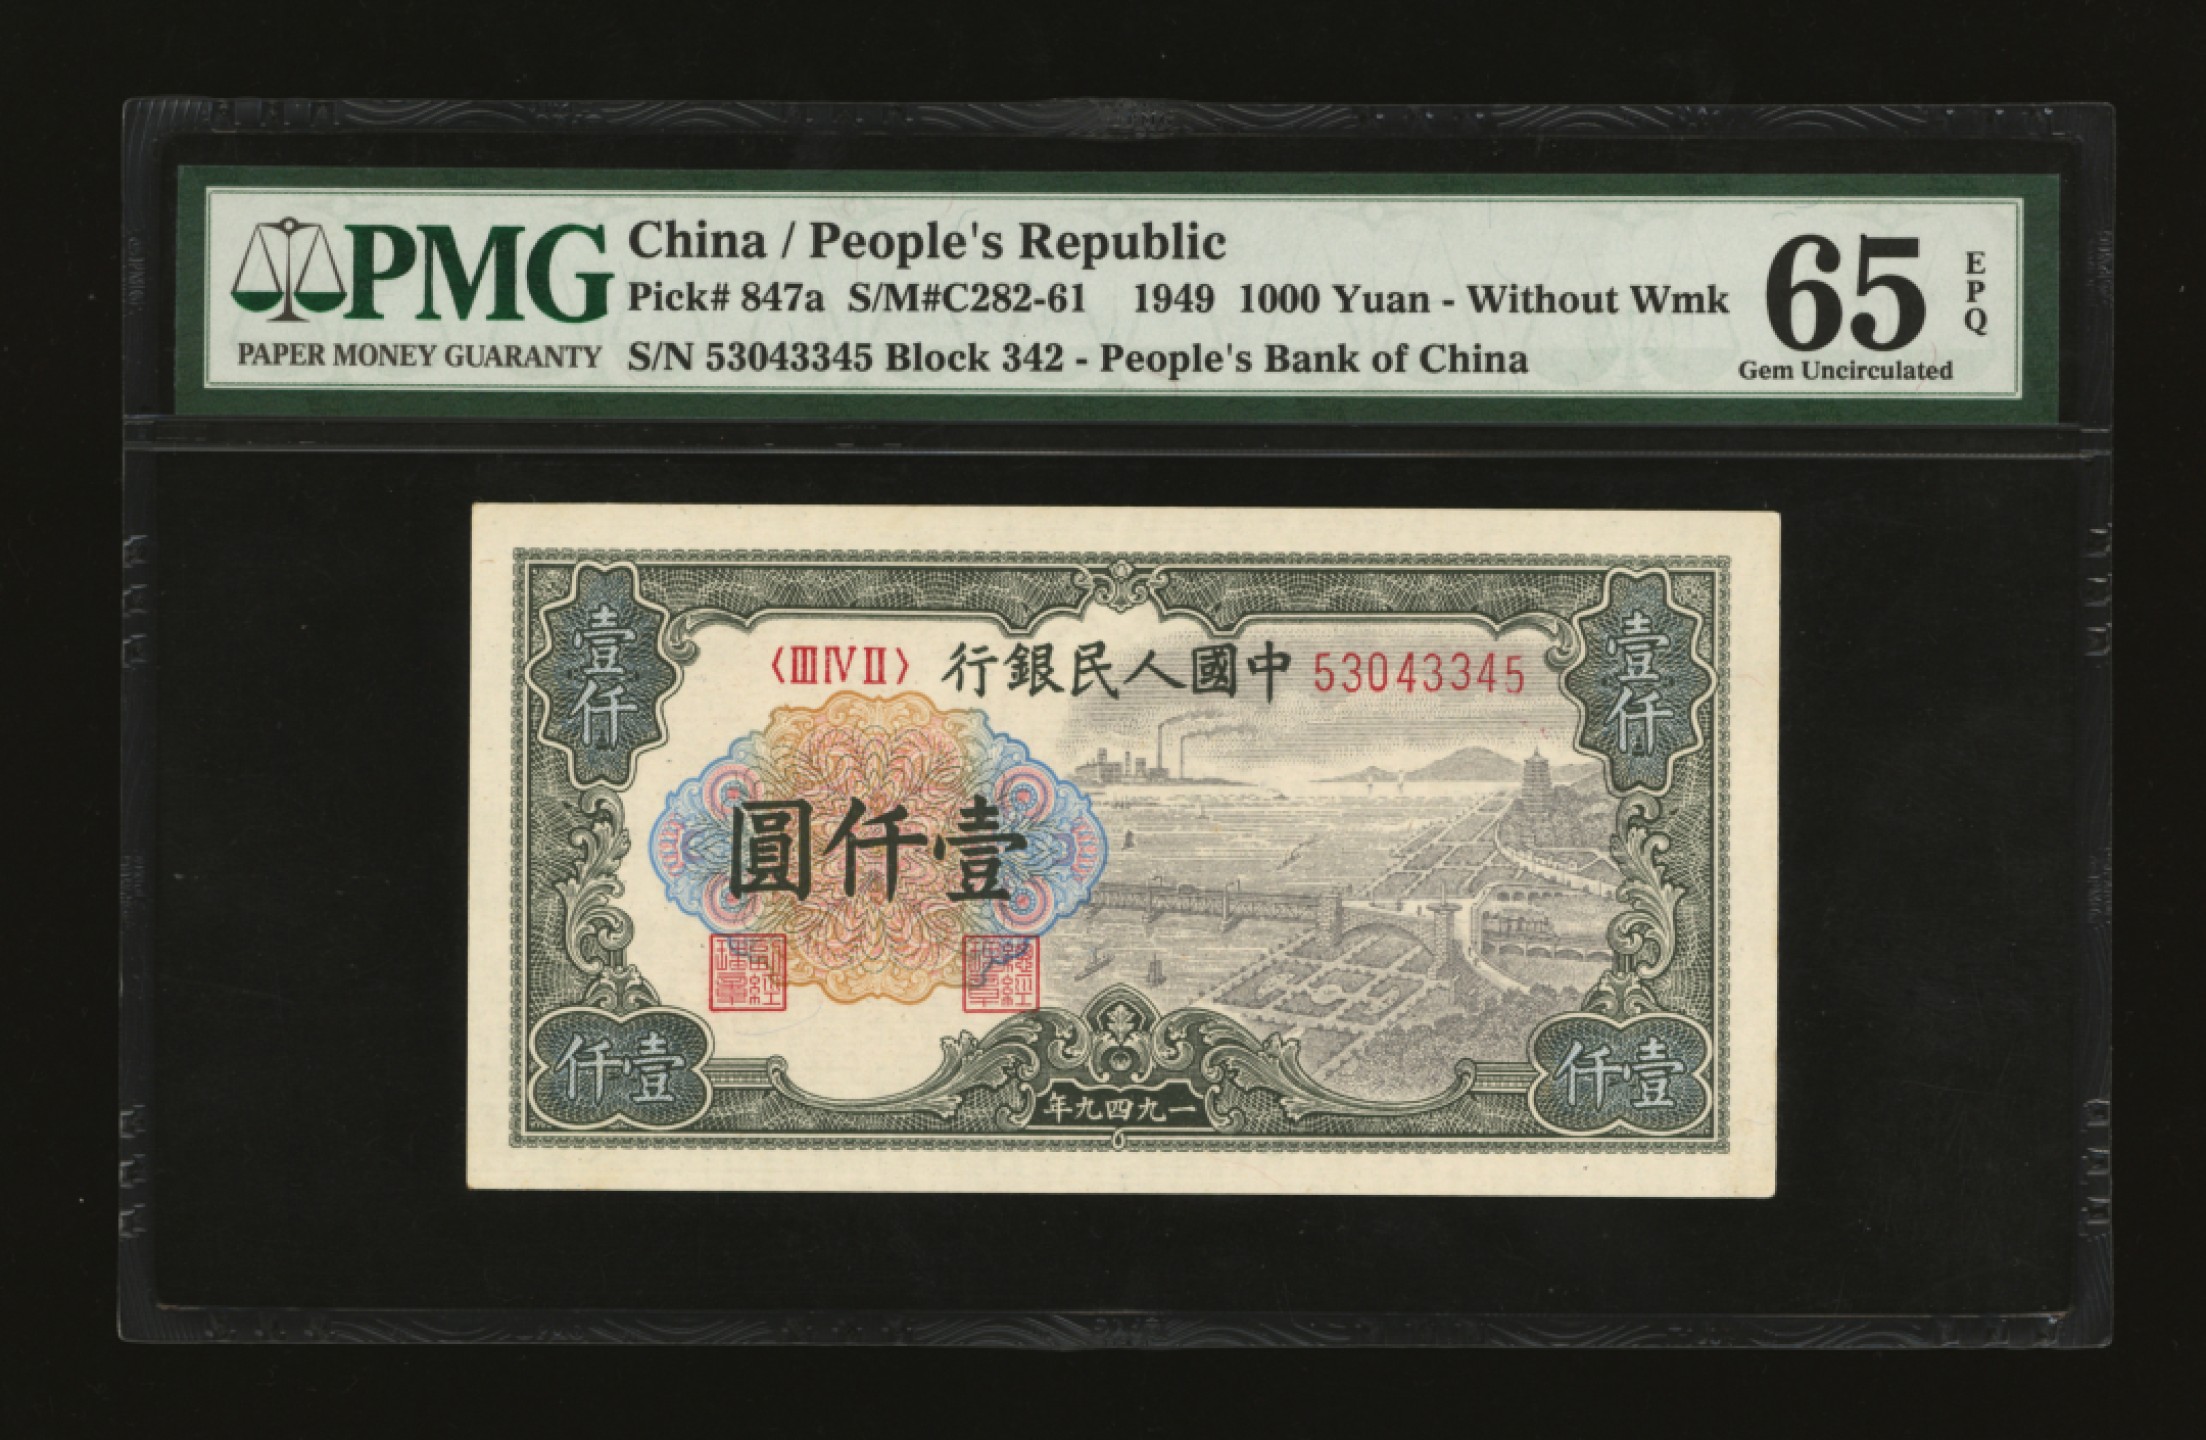 PMG
PAPER MONEY GUARANTY
China / People's Republic
Pick# 847a S/M#C282-61 1949 1000 Yuan - Without Wmk
S/N 53043345 Block 342 - People's Bank of China
65
EPQ
Gem Uncirculated
壹仟
壹仟
〈ⅢⅣⅡ〉
行銀民人國中
53043345
圓仟壹
仟壹
仟壹
年九四九一